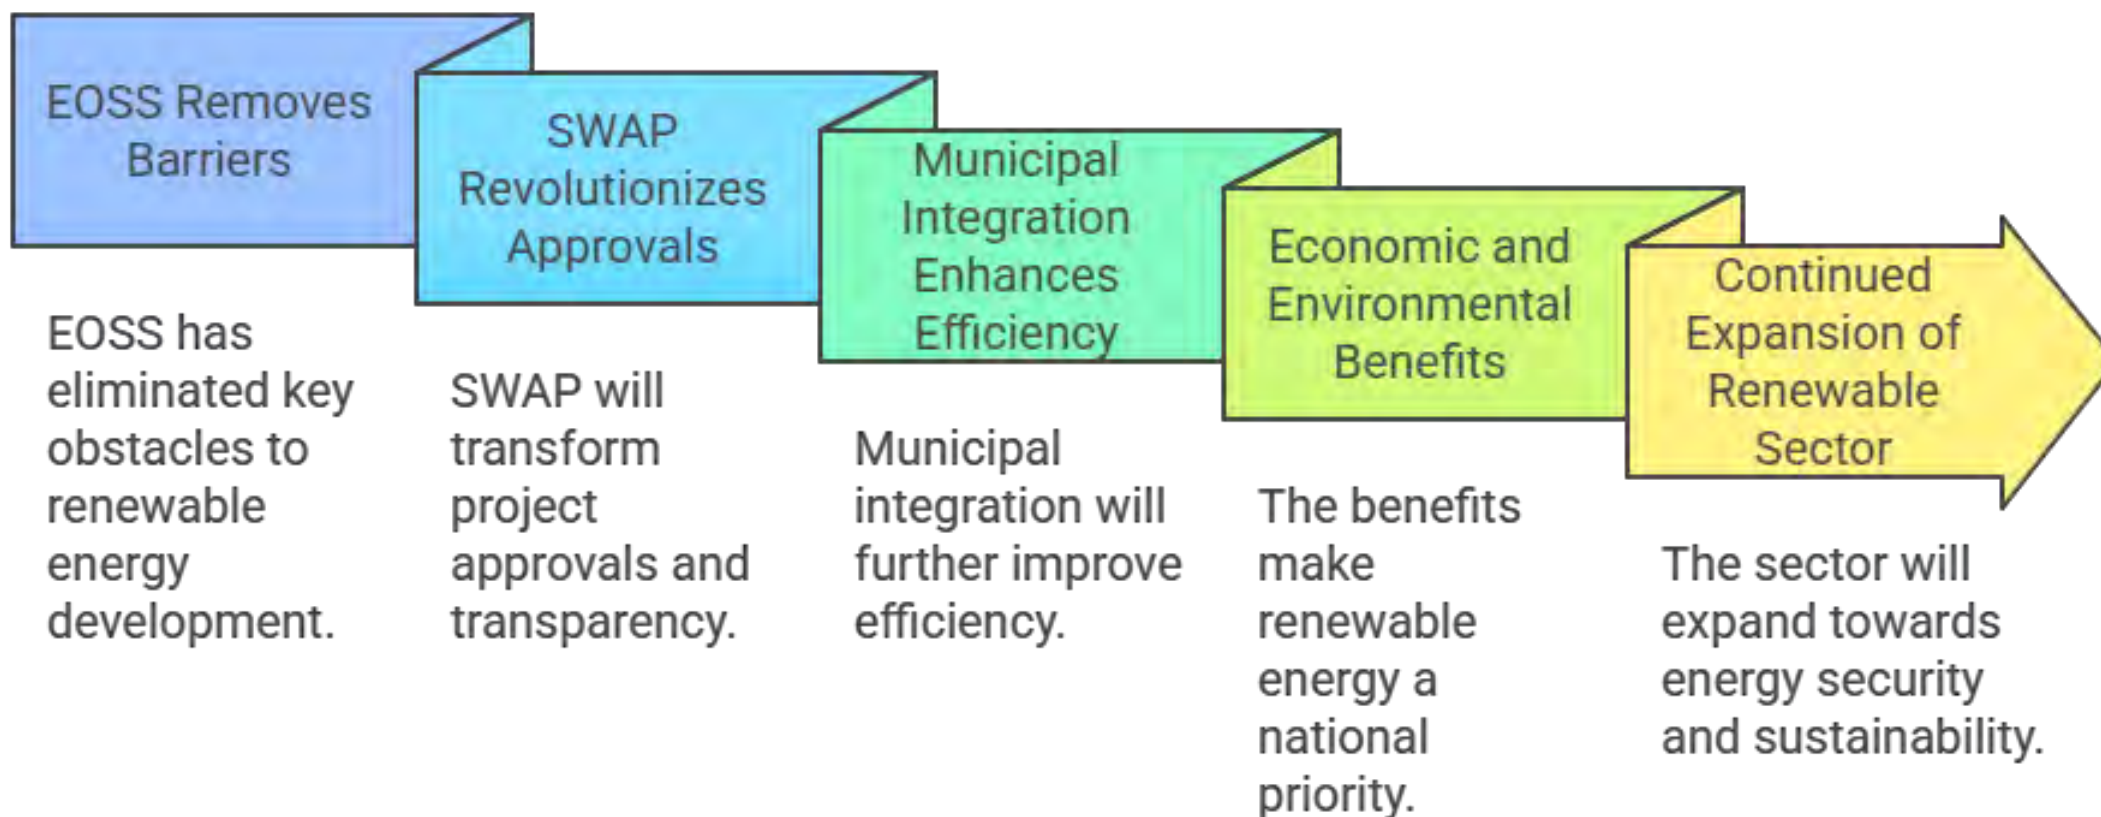 EOSS Removes
Barriers
EOSS has
eliminated key
obstacles to
renewable
energy
development.
SWAP
Revolutionizes
Approvals
SWAP will
transform
project
approvals and
transparency.
Municipal
Integration
Enhances
Efficiency
Municipal
integration will
further improve
efficiency.
Economic and
Environmental
Benefits
The benefits
make
renewable
energy a
national
priority.
Continued
Expansion of
Renewable
Sector
The sector will
expand towards
energy security
and sustainability.